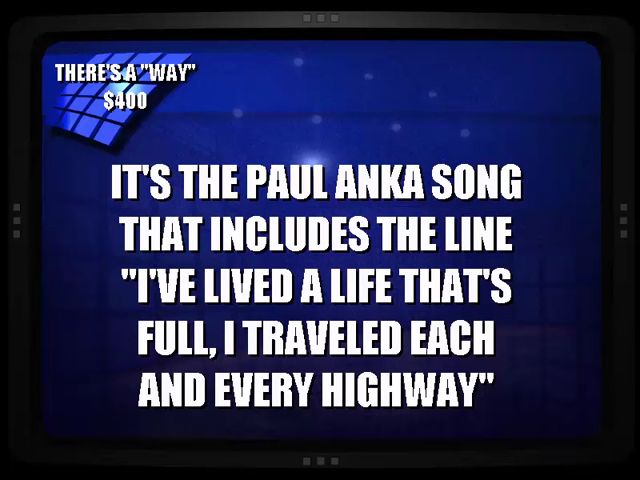 THERE'S A "WAY"
$400
IT'S THE PAUL ANKA SONG
THAT INCLUDES THE LINE
"I'VE LIVED A LIFE THAT'S
FULL, I TRAVELED EACH
AND EVERY HIGHWAY"